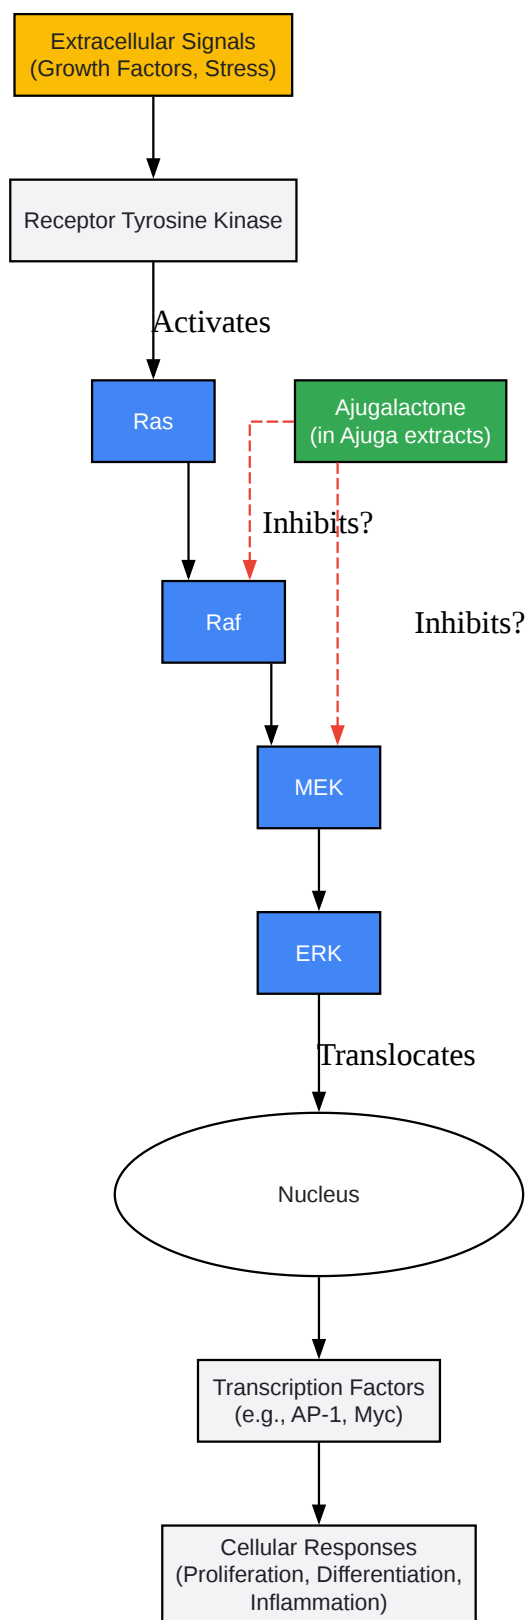 Extracellular Signals
(Growth Factors, Stress)
Receptor Tyrosine Kinase
Activates
Ras
Ajugalactone
(in Ajuga extracts)
Inhibits?
Raf
Inhibits?
MEK
ERK
Translocates
Nucleus
Transcription Factors
(e.g., AP-1, Myc)
Cellular Responses
(Proliferation, Differentiation,
Inflammation)